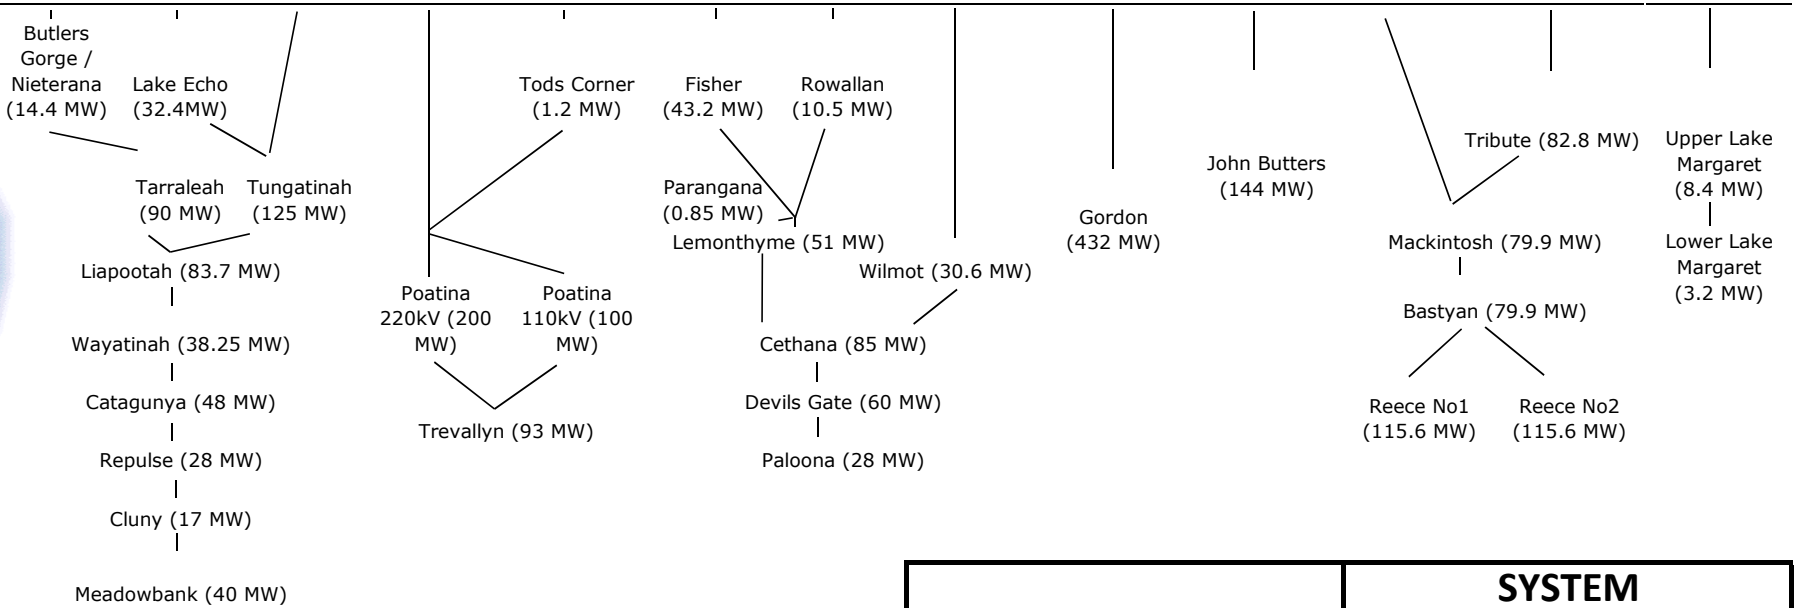 Butlers
Gorge /
Nieterana
(14.4 MW)
Lake Echo
(32.4MW)
Tarraleah
(90 MW)
Tungatinah
(125 MW)
Liapootah (83.7 MW)
Wayatinah (38.25 MW)
Catagunya (48 MW)
Repulse (28 MW)
Cluny (17 MW)
Meadowbank (40 MW)
Tods Corner
(1.2 MW)
Poatina
220kV (200
MW)
Poatina
110kV (100
MW)
Trevallyn (93 MW)
Fisher
(43.2 MW)
Rowallan
(10.5 MW)
Parangana
(0.85 MW)
Lemonthyme (51 MW)
Wilmot (30.6 MW)
Cethana (85 MW)
Devils Gate (60 MW)
Paloona (28 MW)
Gordon
(432 MW)
John Butters
(144 MW)
Tribute (82.8 MW)
Mackintosh (79.9 MW)
Bastyan (79.9 MW)
Reece No1
(115.6 MW)
Reece No2
(115.6 MW)
Upper Lake
Margaret
(8.4 MW)
Lower Lake
Margaret
(3.2 MW)
SYSTEM